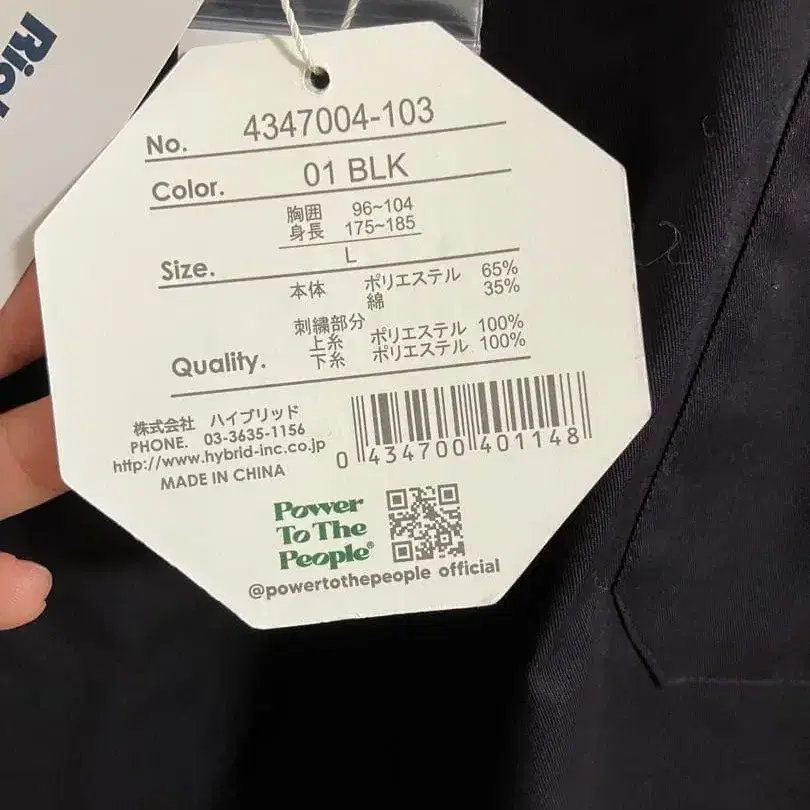 No. 4347004-103
Color. 01 BLK
胸囲 96~104
身長 175~185
Size. L
本体 ポリエステル 65%
綿 35%
刺繍部分
上糸 ポリエステル 100%
Quality. 下糸 ポリエステル 100%
株式会社 ハイブリッド
PHONE. 03-3635-1156
http://www.hybrid-inc.co.jp
MADE IN CHINA
0 434700 401148
Power
To The
People®
@powertothepeople official